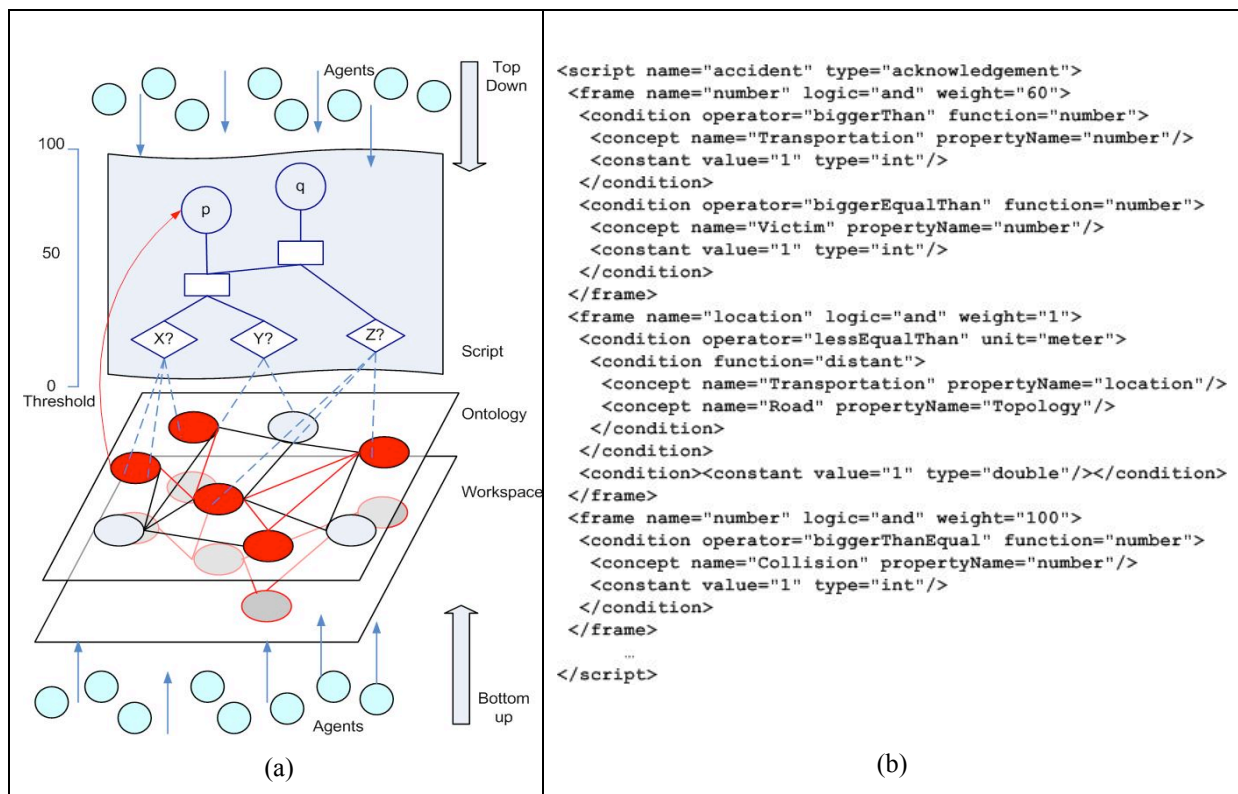 Agents
Top
Down
100
q
p
50
X?
Y?
Z?
Script
0
Threshold
Ontology
Workspace
Bottom
up
Agents
(a)
<script name="accident" type="acknowledgement">
<frame name="number" logic="and" weight="60">
<condition operator="biggerThan" function="number">
<concept name="Transportation" propertyName="number"/>
<constant value="1" type="int"/>
</condition>
<condition operator="biggerEqualThan" function="number">
<concept name="Victim" propertyName="number"/>
<constant value="1" type="int"/>
</condition>
</frame>
<frame name="location" logic="and" weight="1">
<condition operator="lessEqualThan" unit="meter">
<condition function="distant">
<concept name="Transportation" propertyName="location"/>
<concept name="Road" propertyName="Topology"/>
</condition>
</condition>
<condition><constant value="1" type="double"/></condition>
</frame>
<frame name="number" logic="and" weight="100">
<condition operator="biggerThanEqual" function="number">
<concept name="Collision" propertyName="number"/>
<constant value="1" type="int"/>
</condition>
</frame>
...
</script>
(b)